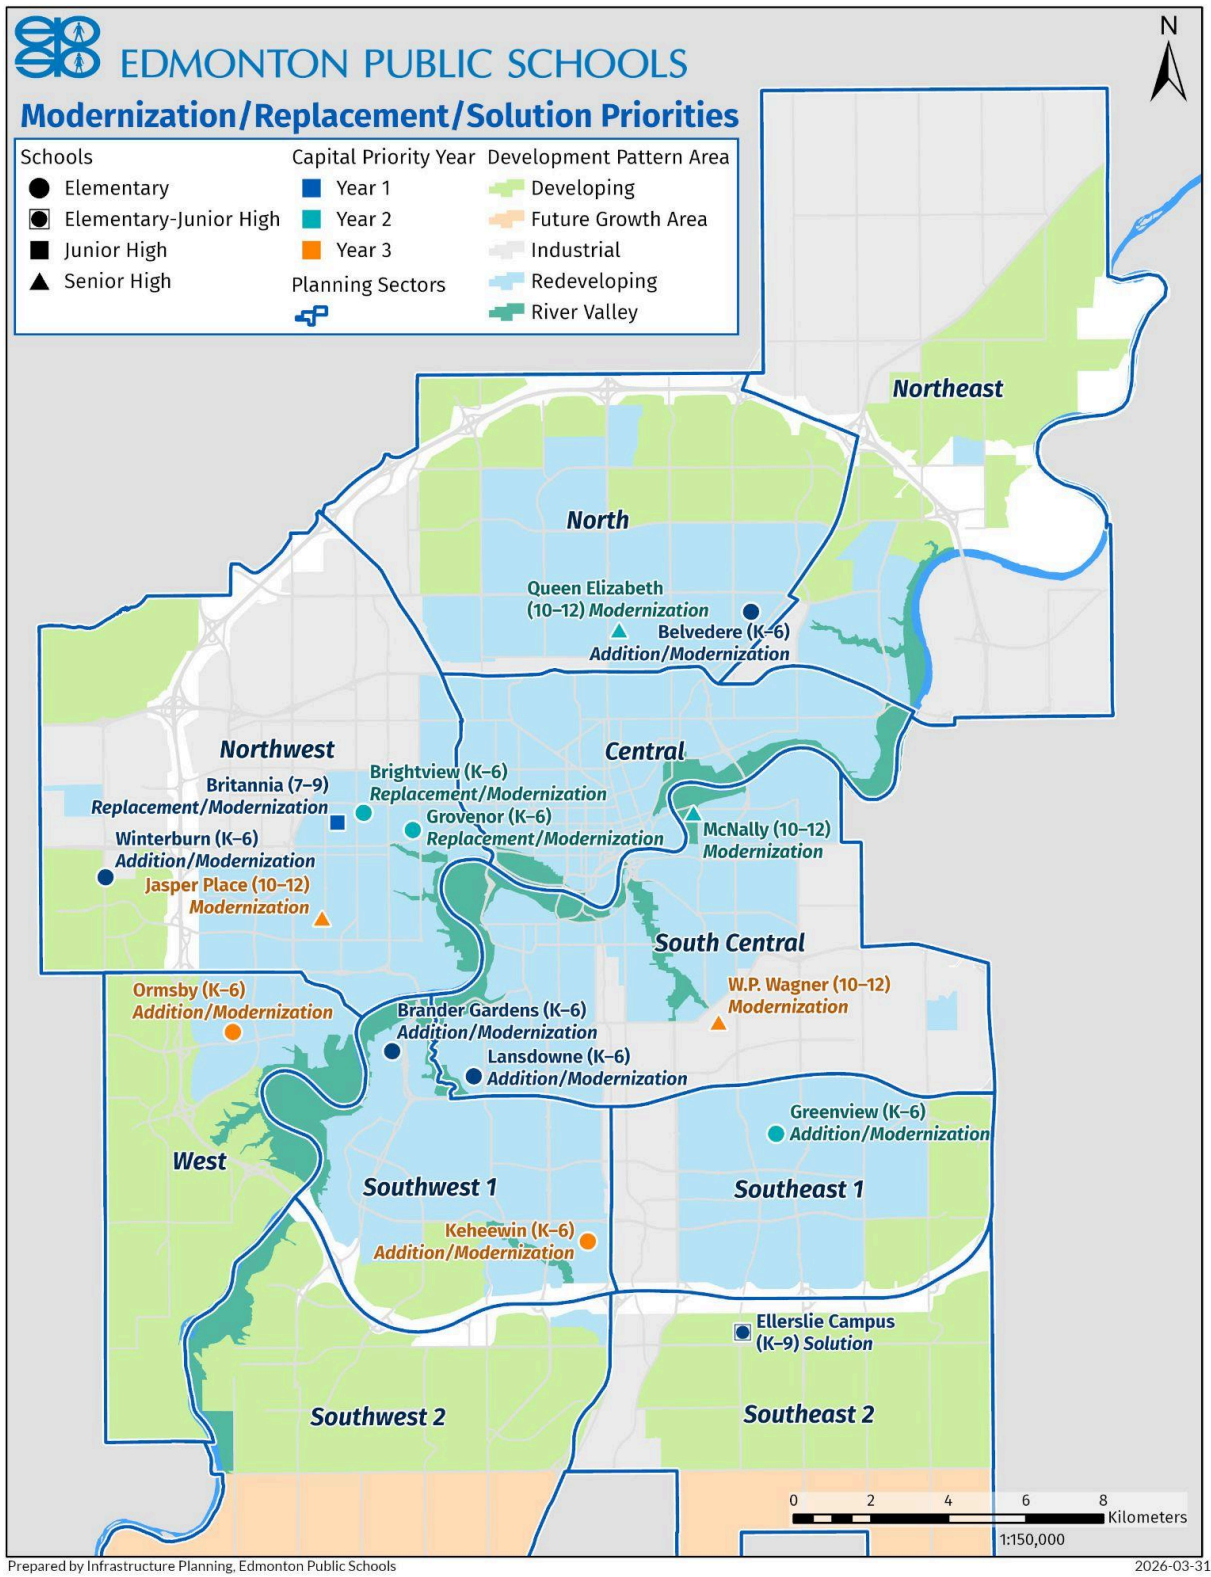 N
EDMONTON PUBLIC SCHOOLS
Modernization/Replacement/Solution Priorities
Schools
Elementary
Elementary-Junior High
Junior High
Senior High
Capital Priority Year
Year 1
Year 2
Year 3
Planning Sectors
Development Pattern Area
Developing
Future Growth Area
Industrial
Redeveloping
River Valley
Northeast
North
Queen Elizabeth
(10–12) Modernization
Belvedere (K–6)
Addition/Modernization
Northwest
Central
Britannia (7–9)
Replacement/Modernization
Brightview (K–6)
Replacement/Modernization
Grovenor (K–6)
Replacement/Modernization
McNally (10–12)
Modernization
Winterburn (K–6)
Addition/Modernization
Jasper Place (10–12)
Modernization
South Central
W.P. Wagner (10–12)
Modernization
Ormsby (K–6)
Addition/Modernization
Brander Gardens (K–6)
Addition/Modernization
Lansdowne (K–6)
Addition/Modernization
Greenview (K–6)
Addition/Modernization
West
Southwest 1
Southeast 1
Keheewin (K–6)
Addition/Modernization
Ellerslie Campus
(K–9) Solution
Southwest 2
Southeast 2
0 2 4 6 8
Kilometers
1:150,000
Prepared by Infrastructure Planning, Edmonton Public Schools
2026-03-31